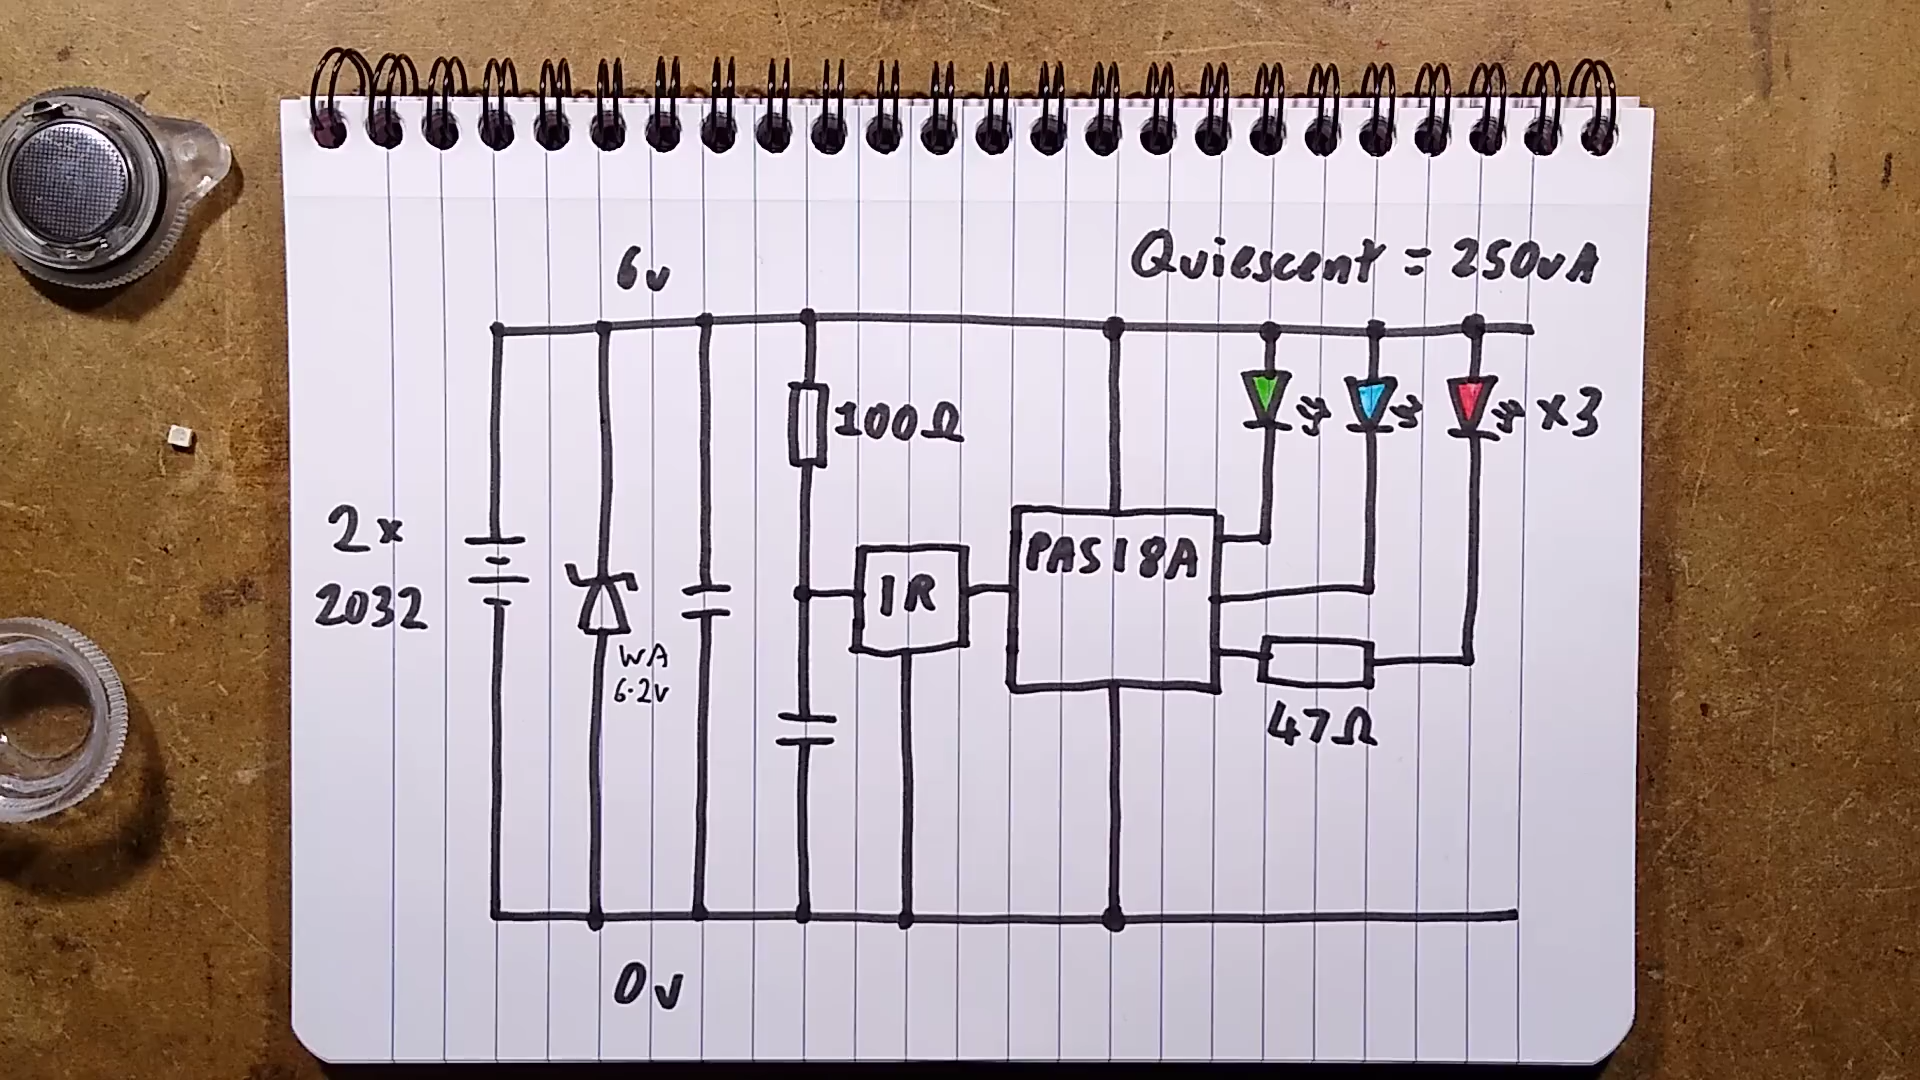 6v
Quiescent = 250uA
100Ω
x3
2x
2032
PAS18A
IR
WA
6.2v
47Ω
0v